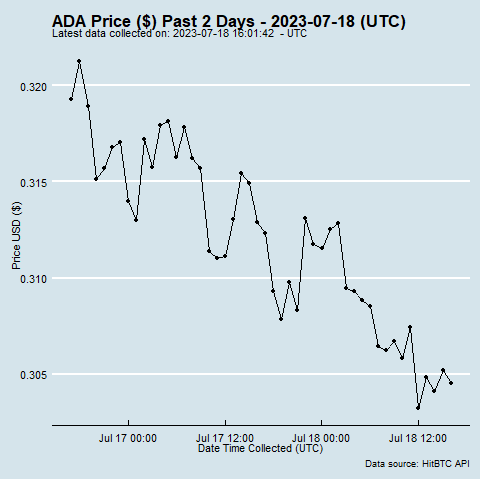 ADA Price ($) Past 2 Days - 2023-07-18 (UTC)
Latest data collected on: 2023-07-18 16:01:42  - UTC
0.320
0.315
0.310
0.305
Price USD ($)
Jul 17 00:00 Jul 17 12:00 Jul 18 00:00 Jul 18 12:00
Date Time Collected (UTC)
Data source: HitBTC API